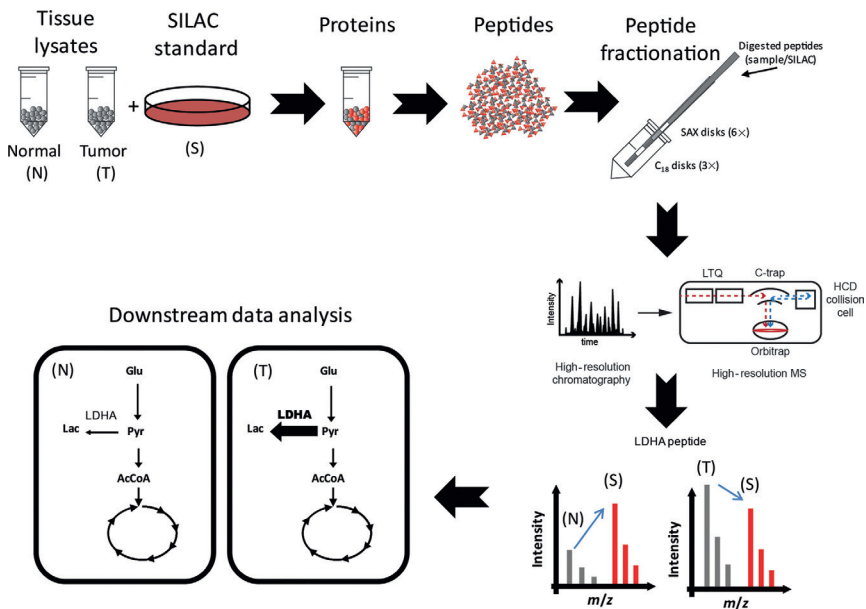 Tissue
lysates
SILAC
standard
Proteins
Peptides
Peptide
fractionation
Digested peptides
(sample/SILAC)
+
SAX disks (6×)
C18 disks (3×)
Normal
(N)
Tumor
(T)
(S)
Intensity
time
High-resolution
chromatography
LTQ
C-trap
HCD
collision
cell
Orbitrap
High-resolution MS
LDHA peptide
(N)
(S)
Intensity
m/z
(T)
(S)
Intensity
m/z
Downstream data analysis
(N)
Glu
LDHA
Lac
Pyr
AcCoA
(T)
Glu
LDHA
Lac
Pyr
AcCoA